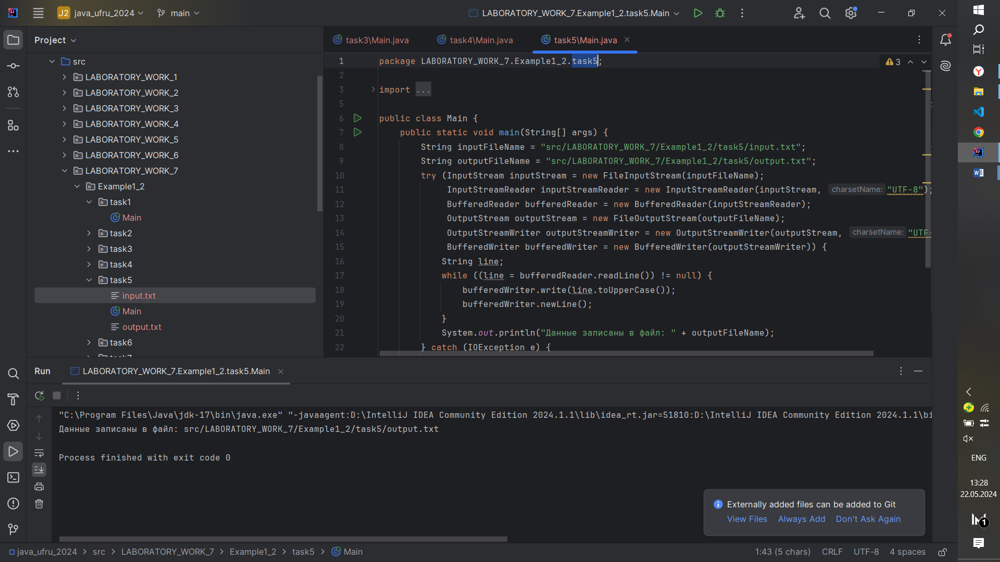 J2 java_ufru_2024 main LABORATORY_WORK_7.Example1_2.task5.Main
Project
src
LABORATORY_WORK_1
LABORATORY_WORK_2
LABORATORY_WORK_3
LABORATORY_WORK_4
LABORATORY_WORK_5
LABORATORY_WORK_6
LABORATORY_WORK_7
Example1_2
task1
Main
task2
task3
task4
task5
input.txt
Main
output.txt
task6
task3\Main.java task4\Main.java task5\Main.java
3
1 package LABORATORY_WORK_7.Example1_2.task5;
2
3 import ...
5
6 public class Main {
7 public static void main(String[] args) {
8 String inputFileName = "src/LABORATORY_WORK_7/Example1_2/task5/input.txt";
9 String outputFileName = "src/LABORATORY_WORK_7/Example1_2/task5/output.txt";
10 try (InputStream inputStream = new FileInputStream(inputFileName);
11 InputStreamReader inputStreamReader = new InputStreamReader(inputStream, charsetName: "UTF-8");
12 BufferedReader bufferedReader = new BufferedReader(inputStreamReader);
13 OutputStream outputStream = new FileOutputStream(outputFileName);
14 OutputStreamWriter outputStreamWriter = new OutputStreamWriter(outputStream, charsetName: "UTF-
15 BufferedWriter bufferedWriter = new BufferedWriter(outputStreamWriter)) {
16 String line;
17 while ((line = bufferedReader.readLine()) != null) {
18 bufferedWriter.write(line.toUpperCase());
19 bufferedWriter.newLine();
20 }
21 System.out.println("Данные записаны в файл: " + outputFileName);
22 } catch (IOException e) {
Run LABORATORY_WORK_7.Example1_2.task5.Main
"C:\Program Files\Java\jdk-17\bin\java.exe" "-javaagent:D:\IntelliJ IDEA Community Edition 2024.1.1\lib\idea_rt.jar=51810:D:\IntelliJ IDEA Community Edition 2024.1.1\bi
Данные записаны в файл: src/LABORATORY_WORK_7/Example1_2/task5/output.txt
Process finished with exit code 0
Externally added files can be added to Git
View Files Always Add Don't Ask Again
java_ufru_2024 > src > LABORATORY_WORK_7 > Example1_2 > task5 > Main
1:43 (5 chars) CRLF UTF-8 4 spaces
ENG
13:28
22.05.2024
1